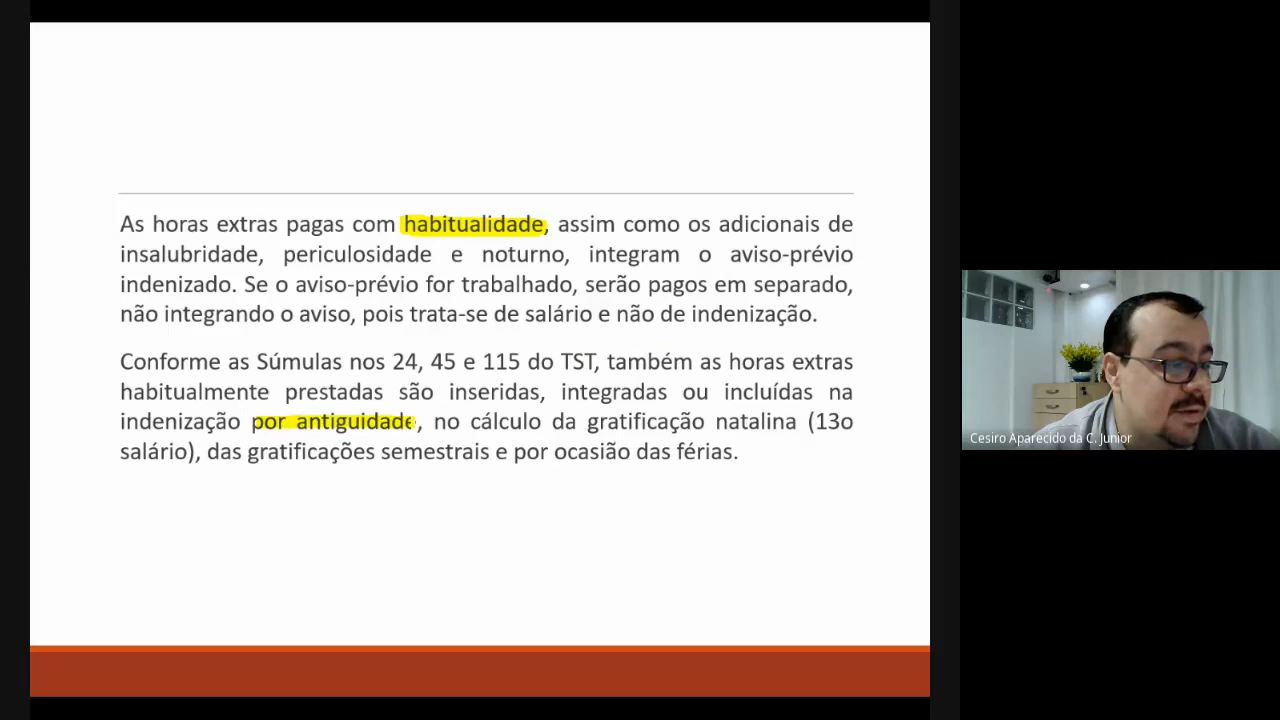 As horas extras pagas com habitualidade, assim como os adicionais de
insalubridade, periculosidade e noturno, integram o aviso-prévio
indenizado. Se o aviso-prévio for trabalhado, serão pagos em separado,
não integrando o aviso, pois trata-se de salário e não de indenização.
Conforme as Súmulas nos 24, 45 e 115 do TST, também as horas extras
habitualmente prestadas são inseridas, integradas ou incluídas na
indenização por antiguidade, no cálculo da gratificação natalina (13o
salário), das gratificações semestrais e por ocasião das férias.
Cesiro Aparecido da C. Junior